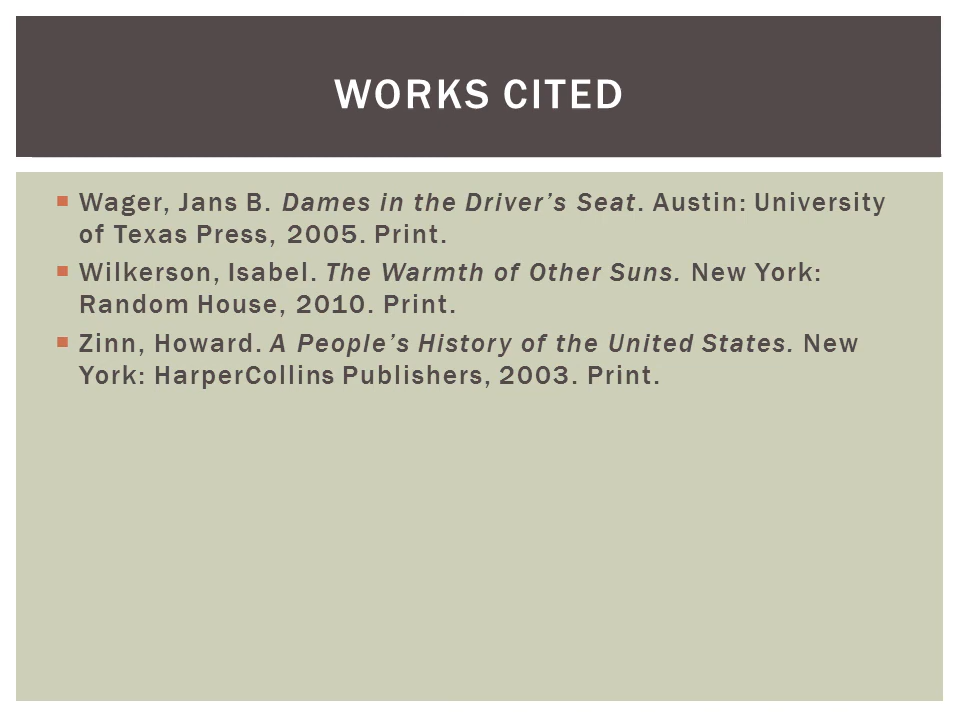 WORKS CITED
Wager, Jans B. Dames in the Driver’s Seat. Austin: University
of Texas Press, 2005. Print.
Wilkerson, Isabel. The Warmth of Other Suns. New York:
Random House, 2010. Print.
Zinn, Howard. A People’s History of the United States. New
York: HarperCollins Publishers, 2003. Print.